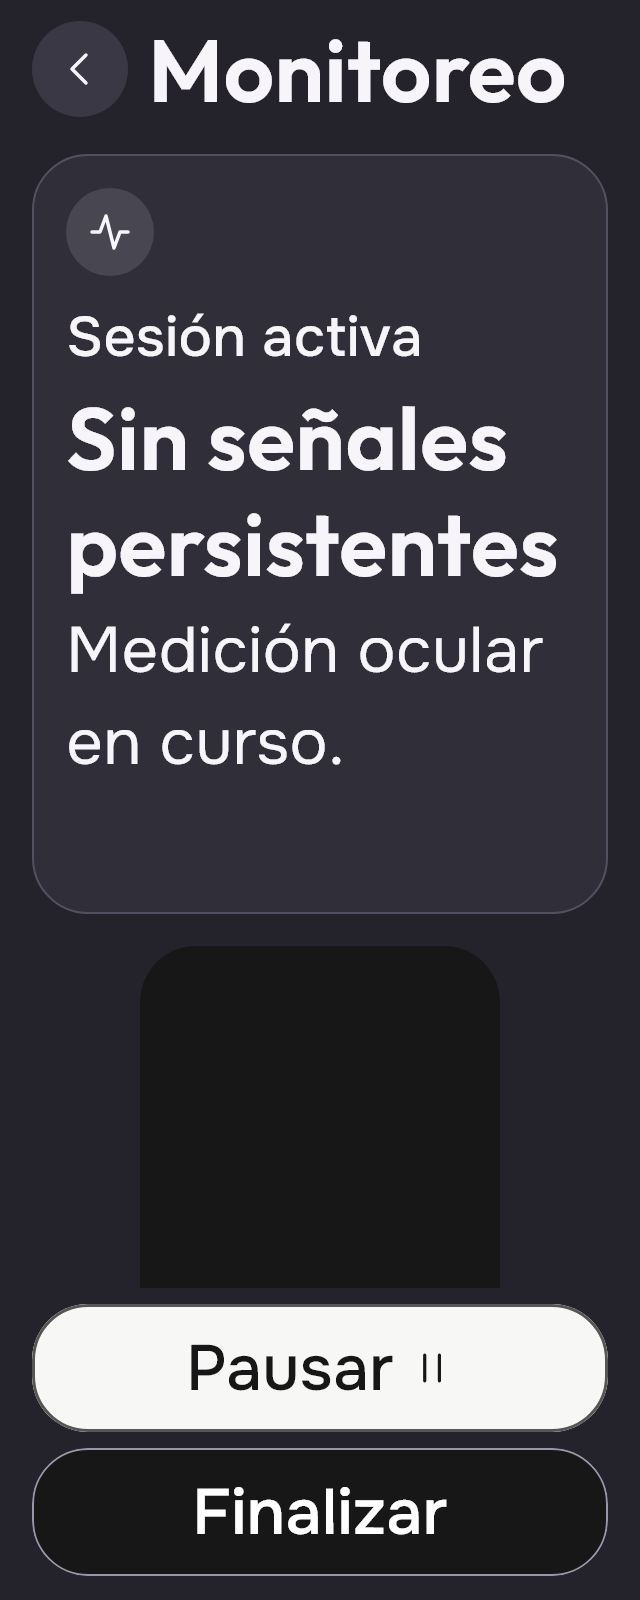 Monitoreo
Sesión activa
Sin señales
persistentes
Medición ocular
en curso.
Pausar
Finalizar